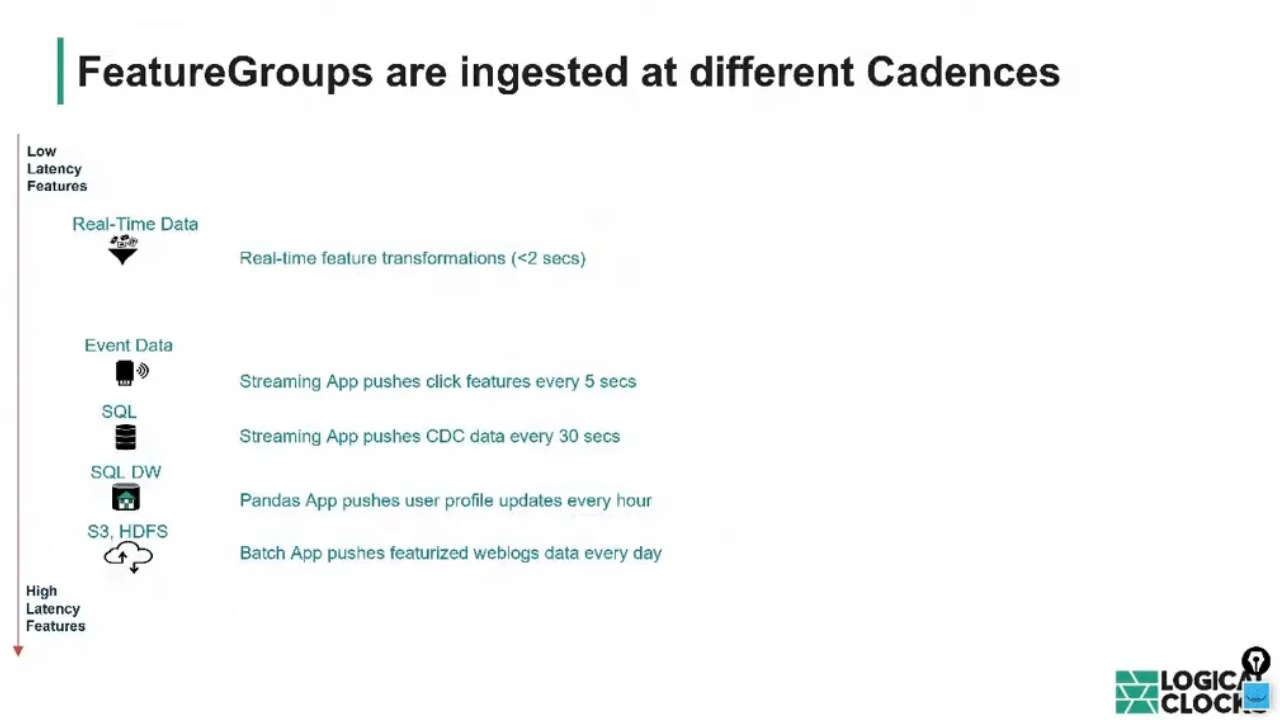 FeatureGroups are ingested at different Cadences
Low
Latency
Features
Real-Time Data
Real-time feature transformations (<2 secs)
Event Data
Streaming App pushes click features every 5 secs
SQL
Streaming App pushes CDC data every 30 secs
SQL DW
Pandas App pushes user profile updates every hour
S3, HDFS
Batch App pushes featurized weblogs data every day
High
Latency
Features
LOGICAL
CLOCKS